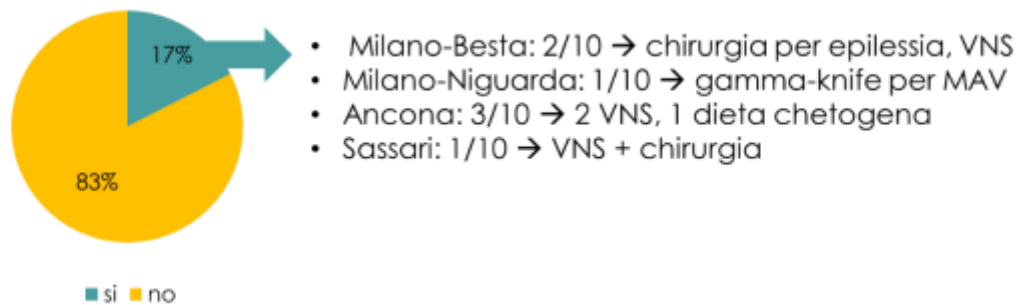 17%
83%
• Milano-Besta: 2/10 → chirurgia per epilessia, VNS
• Milano-Niguarda: 1/10 → gamma-knife per MAV
• Ancona: 3/10 → 2 VNS, 1 dieta chetogena
• Sassari: 1/10 → VNS + chirurgia
si no